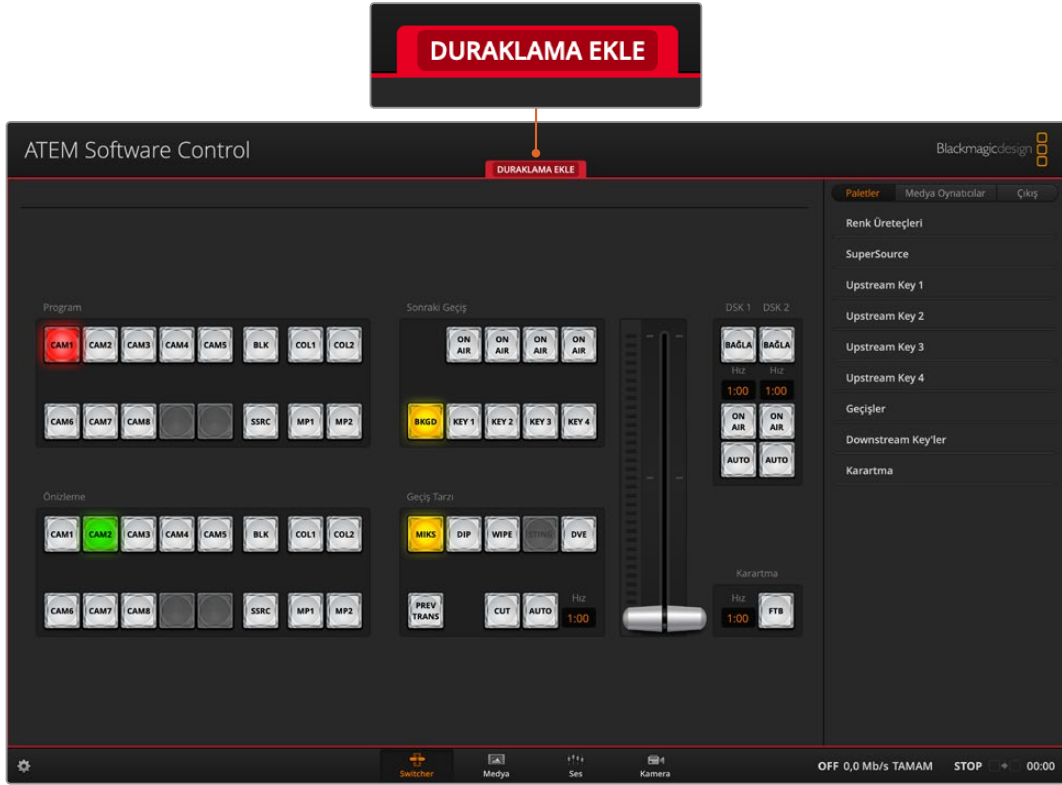 DURAKLAMA EKLE
ATEM Software Control
DURAKLAMA EKLE
Blackmagicdesign
Paletler Medya Oynatıcılar Çıkış
Renk Üreteçleri
SuperSource
Upstream Key 1
Upstream Key 2
Upstream Key 3
Upstream Key 4
Geçişler
Downstream Key'ler
Karartma
Program
CAM1 CAM2 CAM3 CAM4 CAM5 BLK COL1 COL2
CAM6 CAM7 CAM8 SSRC MP1 MP2
Sonraki Geçiş
ON AIR ON AIR ON AIR ON AIR
BKGD KEY 1 KEY 2 KEY 3 KEY 4
DSK 1 DSK 2
BAĞLA BAĞLA
Hız Hız
1:00 1:00
ON AIR ON AIR
AUTO AUTO
Önizleme
CAM1 CAM2 CAM3 CAM4 CAM5 BLK COL1 COL2
CAM6 CAM7 CAM8 SSRC MP1 MP2
Geçiş Tarzı
MIKS DIP WIPE STING DVE
PREV TRANS CUT AUTO
Hız
1:00
Karartma
Hız
1:00 FTB
Switcher Medya Ses Kamera
OFF 0,0 Mb/s TAMAM STOP 00:00